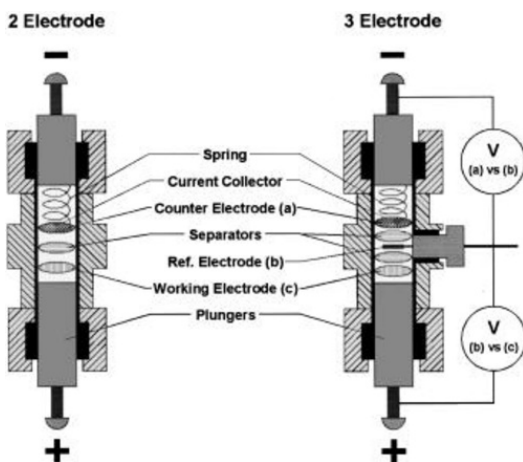 2 Electrode
3 Electrode
−
−
Spring
Current Collector
Counter Electrode (a)
Separators
Ref. Electrode (b)
Working Electrode (c)
Plungers
V
(a) vs (b)
V
(b) vs (c)
+
+